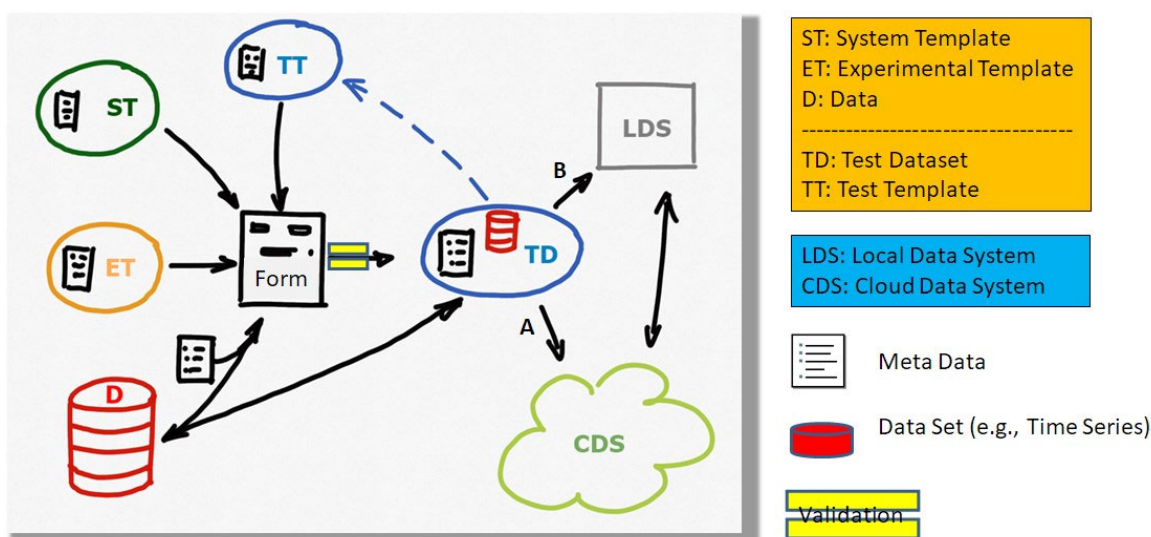 TT
ST
LDS
B
ET
Form
TD
A
D
CDS
ST: System Template
ET: Experimental Template
D: Data
-------------------------------------
TD: Test Dataset
TT: Test Template
LDS: Local Data System
CDS: Cloud Data System
Meta Data
Data Set (e.g., Time Series)
Validation